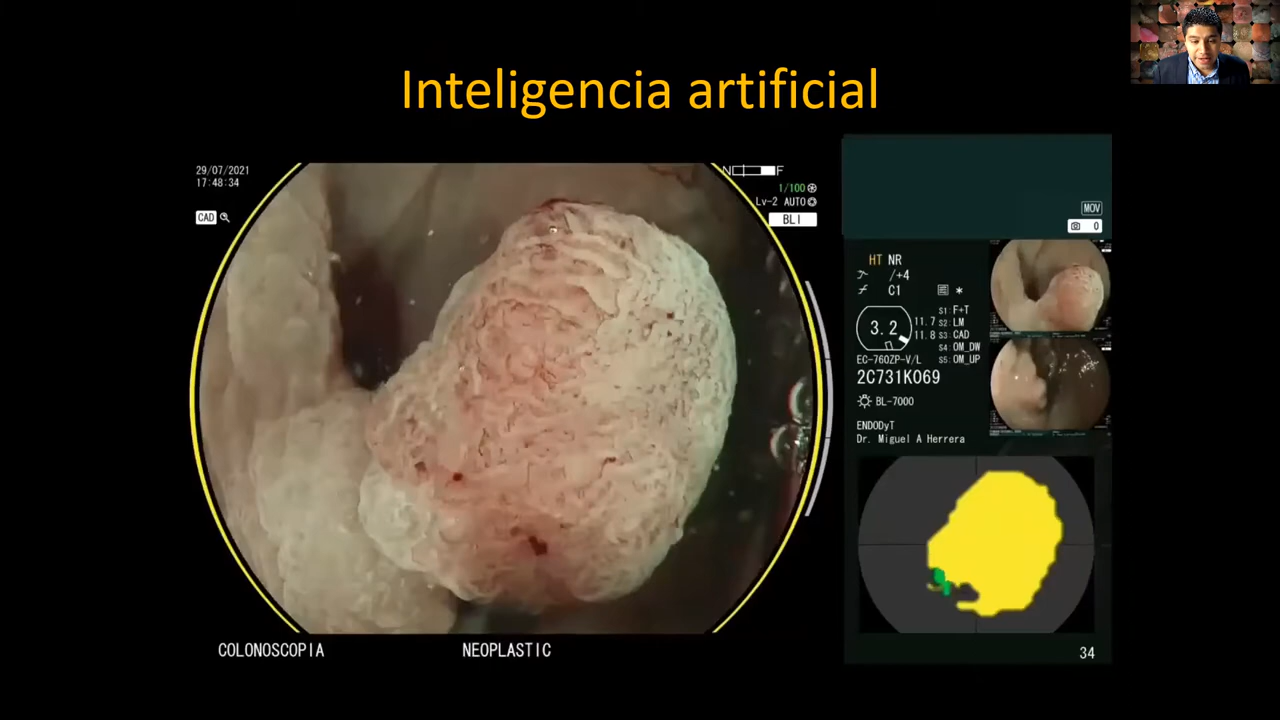 Inteligencia artificial
29/07/2021
17:48:34
CAD
N F
1/100
Lv-2 AUTO
BLI
MOV
0
HT NR
/+4
C1
3.2
11.7
11.8
S1: F+T
S2: LM
S3: CAD
S4: OM_DW
S5: OM_UP
EC-760ZP-V/L
2C731K069
BL-7000
ENDODyT
Dr. Miguel A Herrera
COLONOSCOPIA
NEOPLASTIC
34